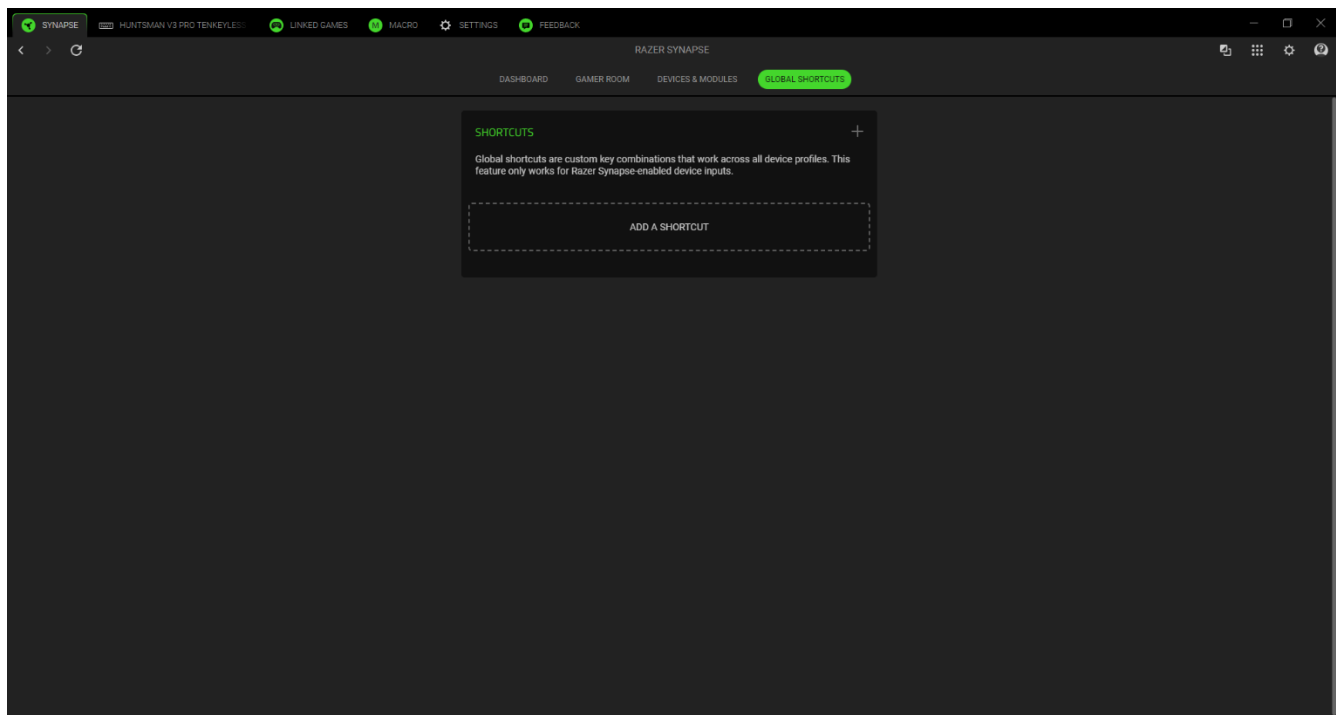 SYNAPSE
HUNTSMAN V3 PRO TENKEYLESS
LINKED GAMES
M
MACRO
SETTINGS
FEEDBACK
RAZER SYNAPSE
DASHBOARD
GAMER ROOM
DEVICES & MODULES
GLOBAL SHORTCUTS
SHORTCUTS
Global shortcuts are custom key combinations that work across all device profiles. This
feature only works for Razer Synapse-enabled device inputs.
ADD A SHORTCUT